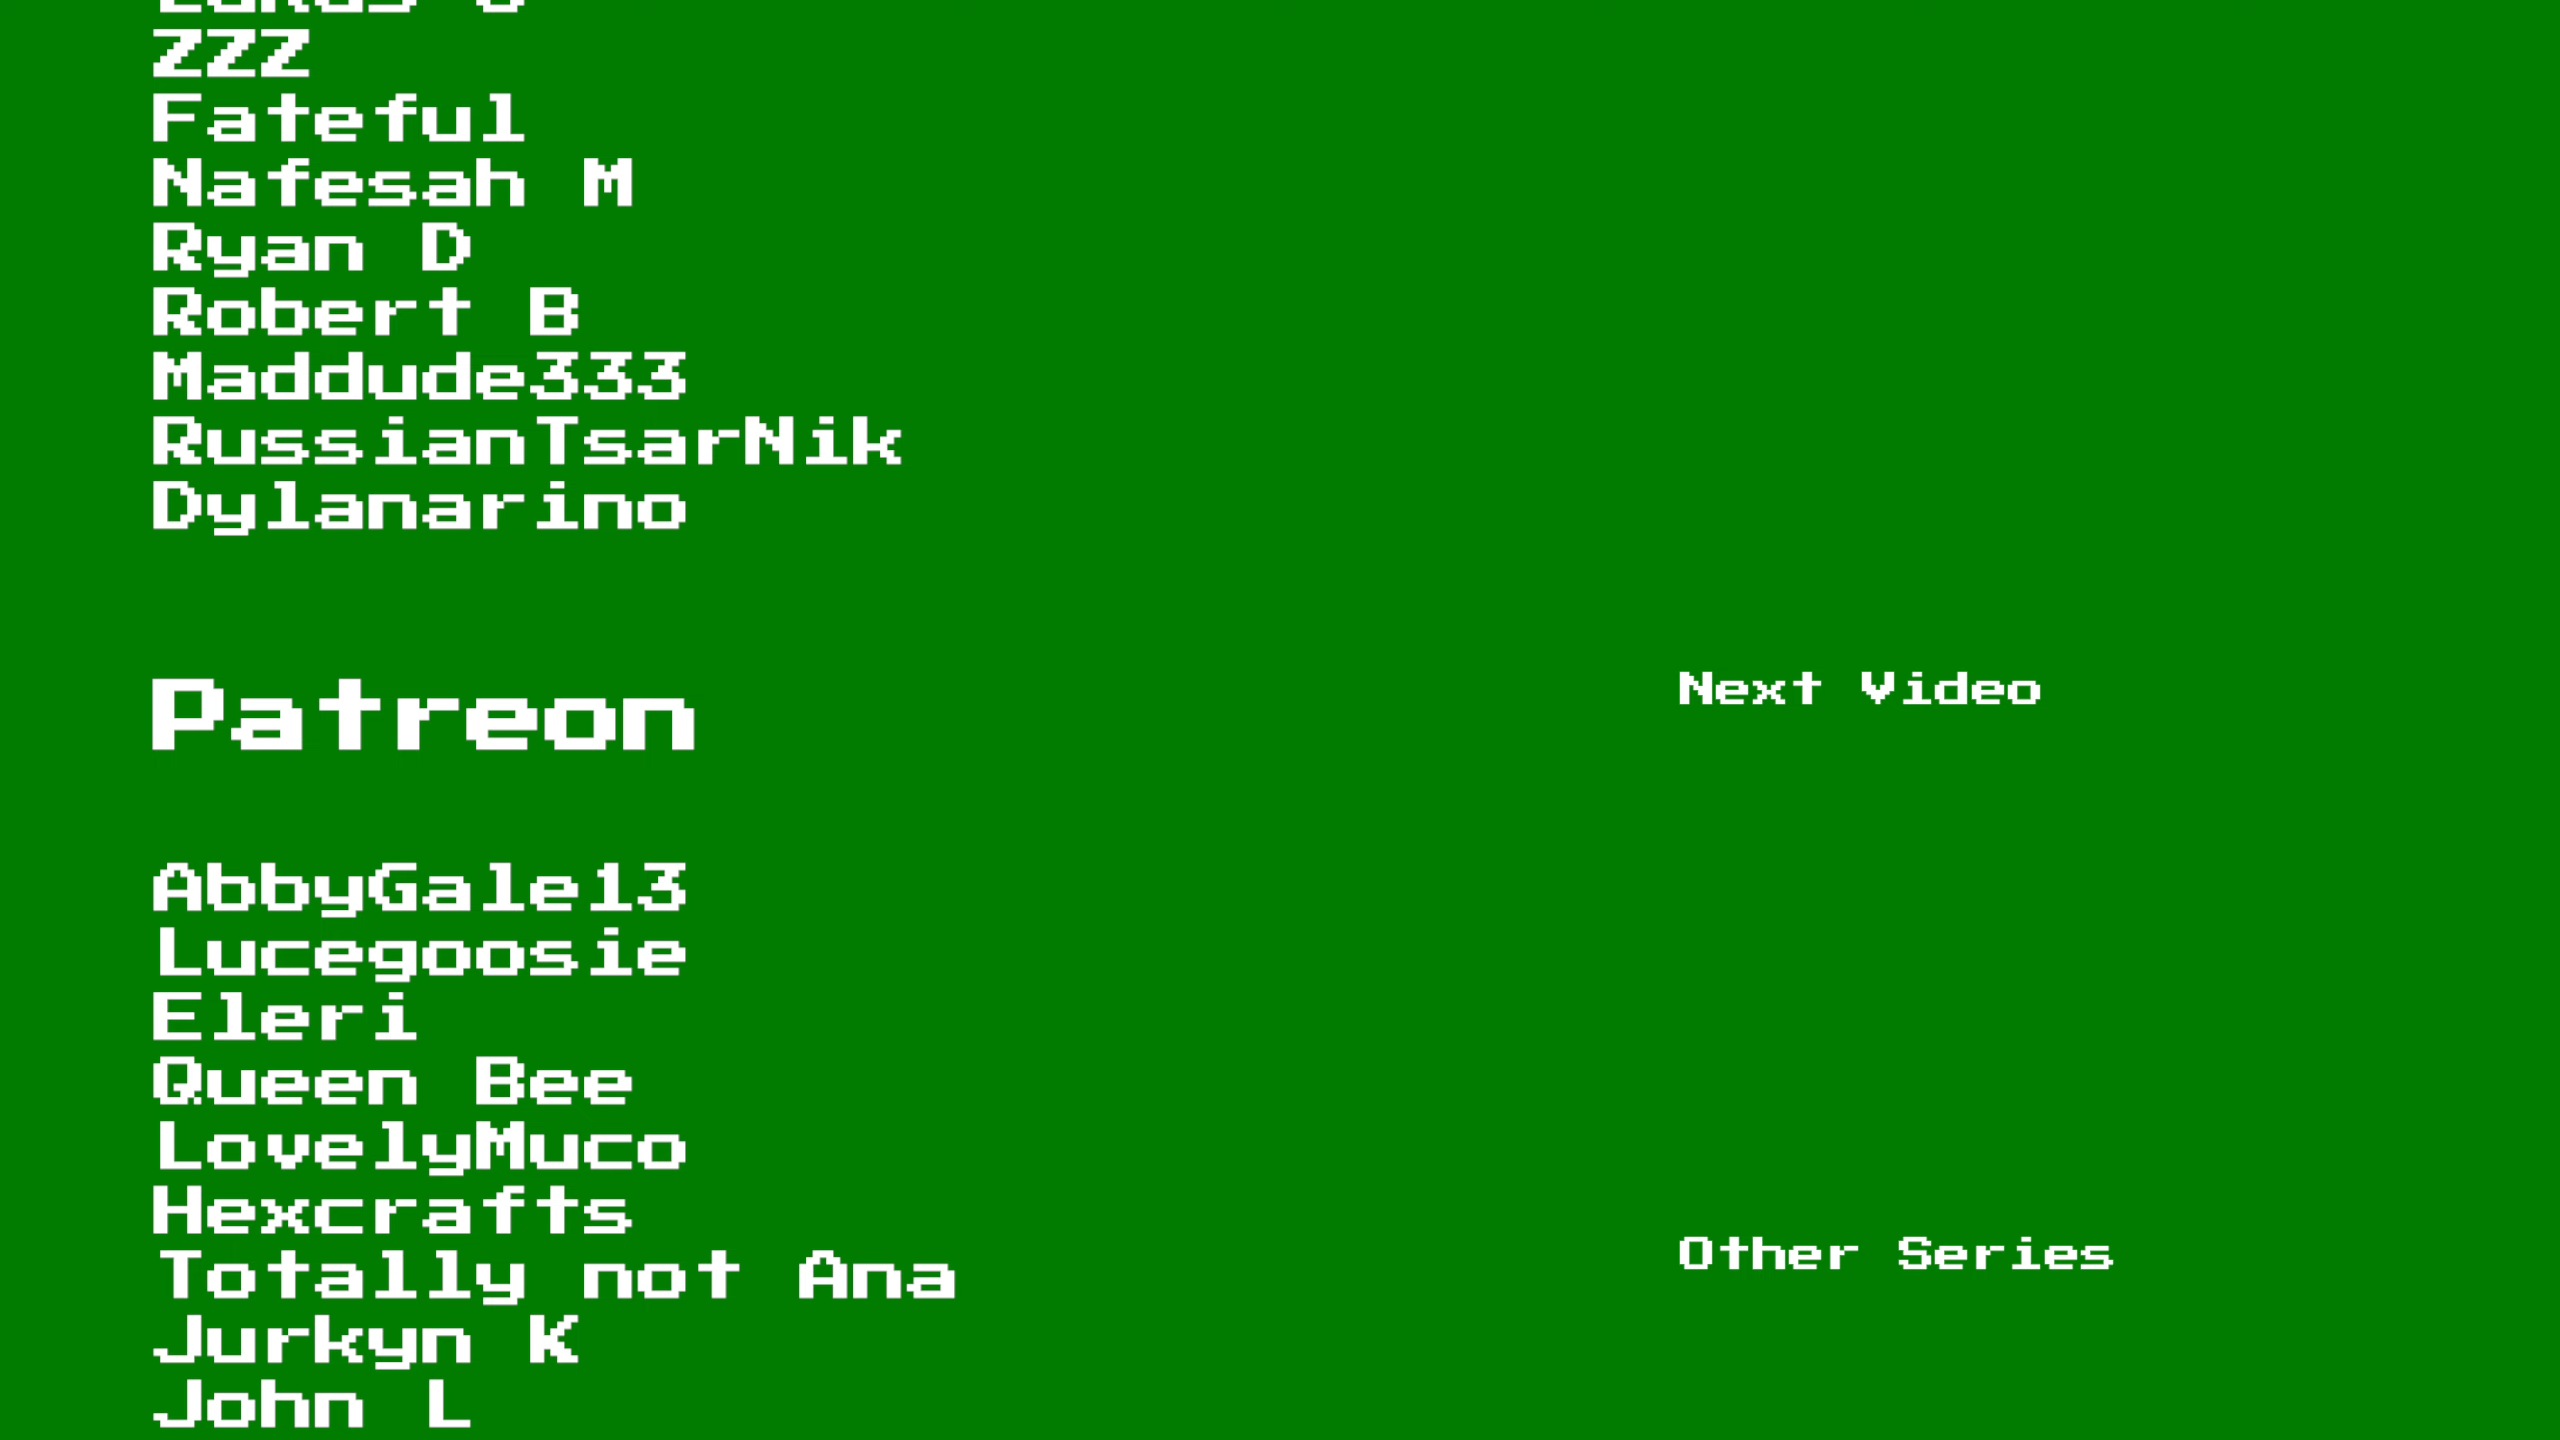 ZZZ
Fateful
Nafesah M
Ryan D
Robert B
Maddude333
RussianTsarNik
Dylanarino
Patreon
Next Video
AbbyGale13
Lucegoosie
Eleri
Queen Bee
LovelyMuco
Hexcrafts
Totally not Ana
Other Series
Jurkyn K
John L